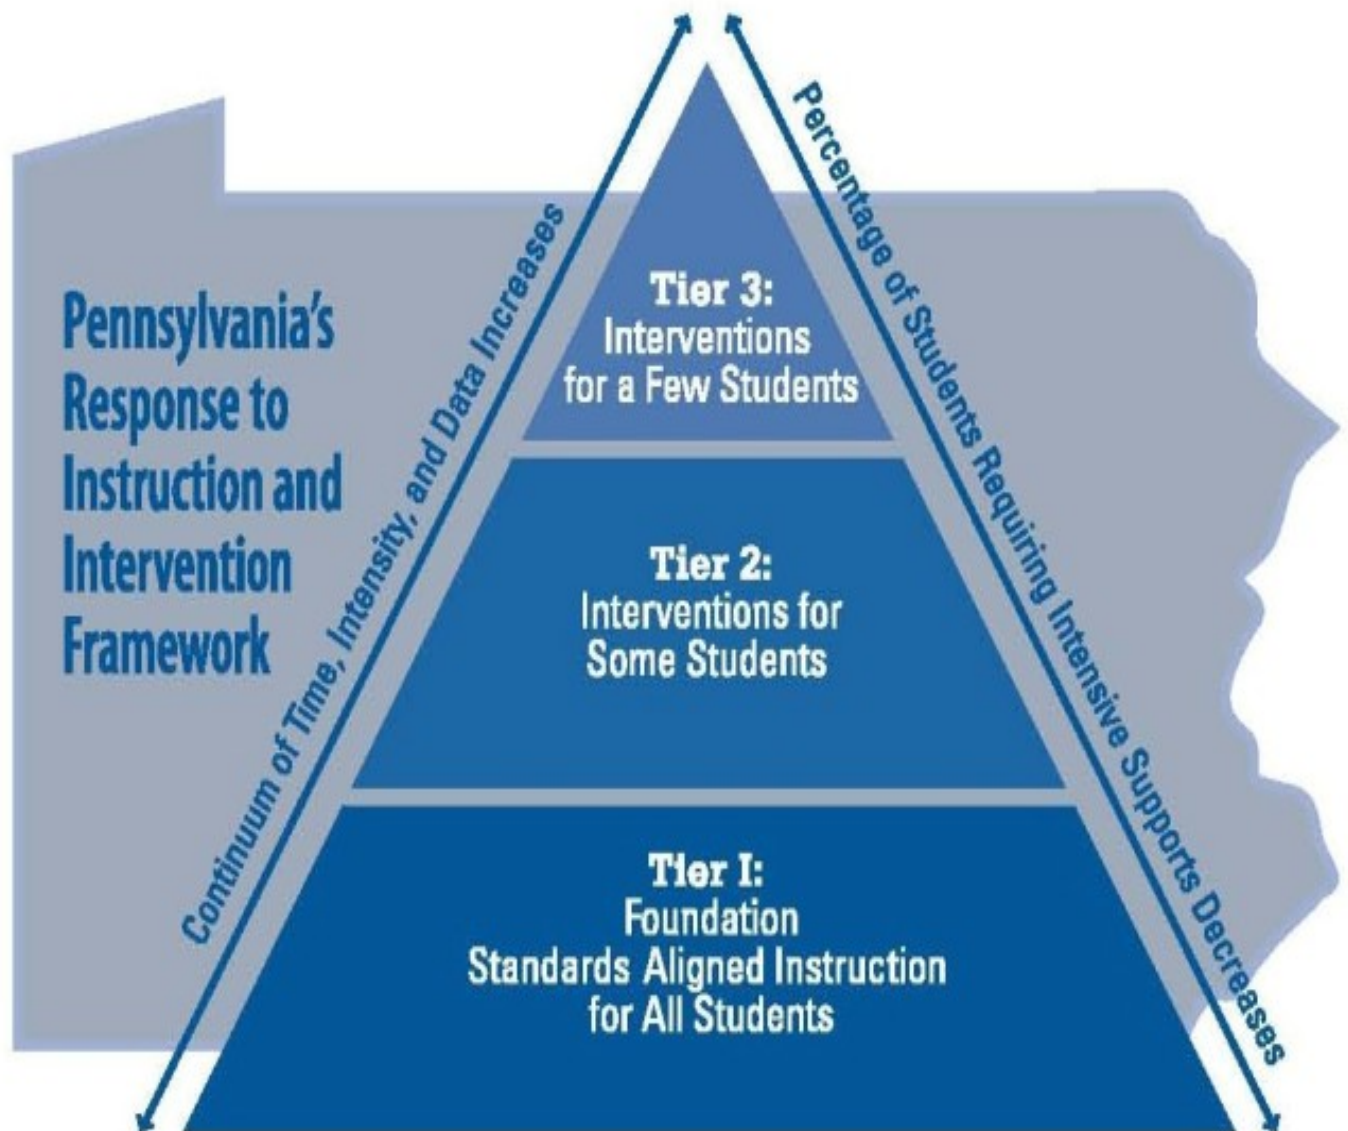 Pennsylvania's
Response to
Instruction and
Intervention
Framework
Continuum of Time, Intensity, and Data Increases
Percentage of Students Requiring Intensive Supports Decreases
Tier 3:
Interventions
for a Few Students
Tier 2:
Interventions for
Some Students
Tier I:
Foundation
Standards Aligned Instruction
for All Students